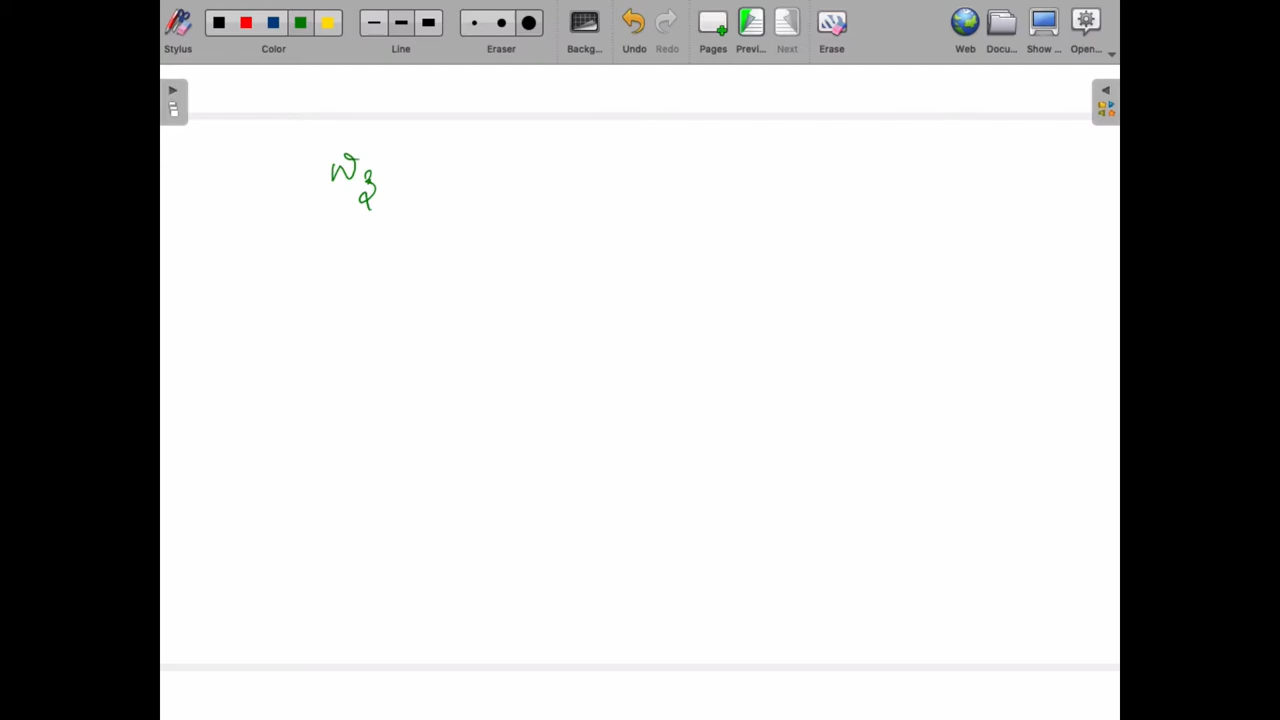 Stylus
Color
Line
Eraser
Backg...
Undo
Redo
Pages
Previ...
Next
Erase
Web
Docu...
Show ...
Open...